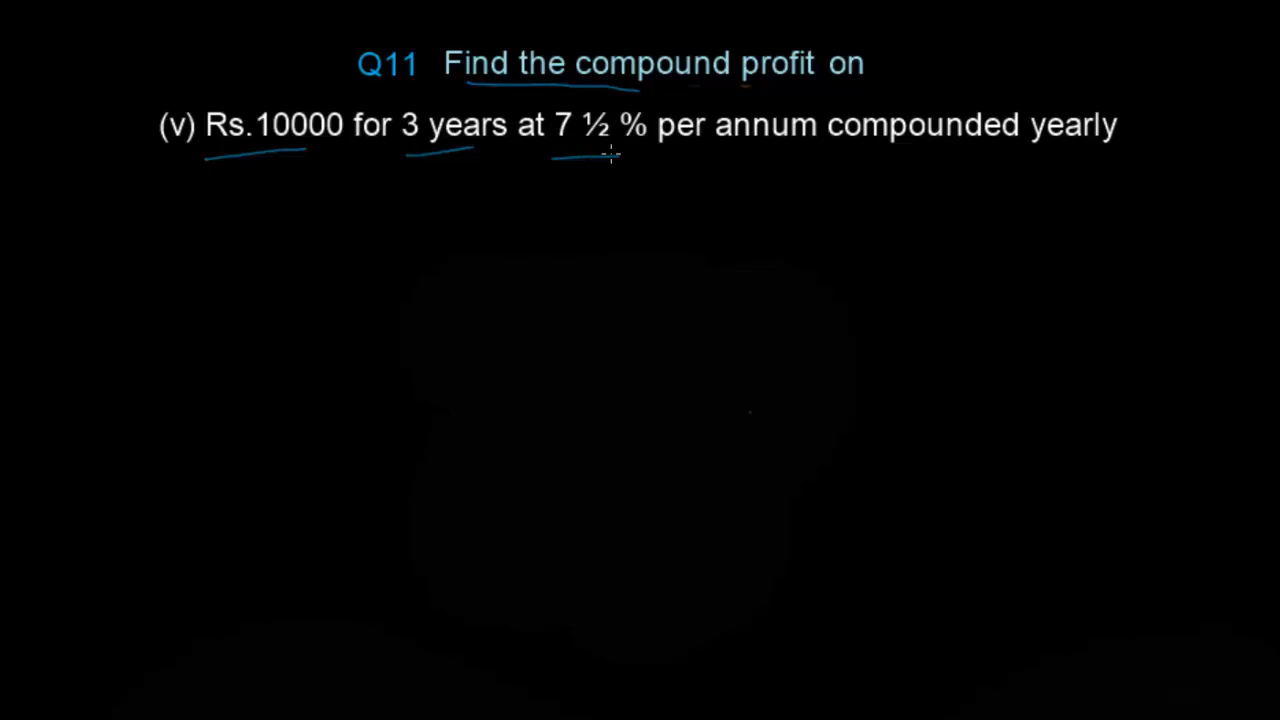 Q11 Find the compound profit on
(v) Rs.10000 for 3 years at 7 ½ % per annum compounded yearly